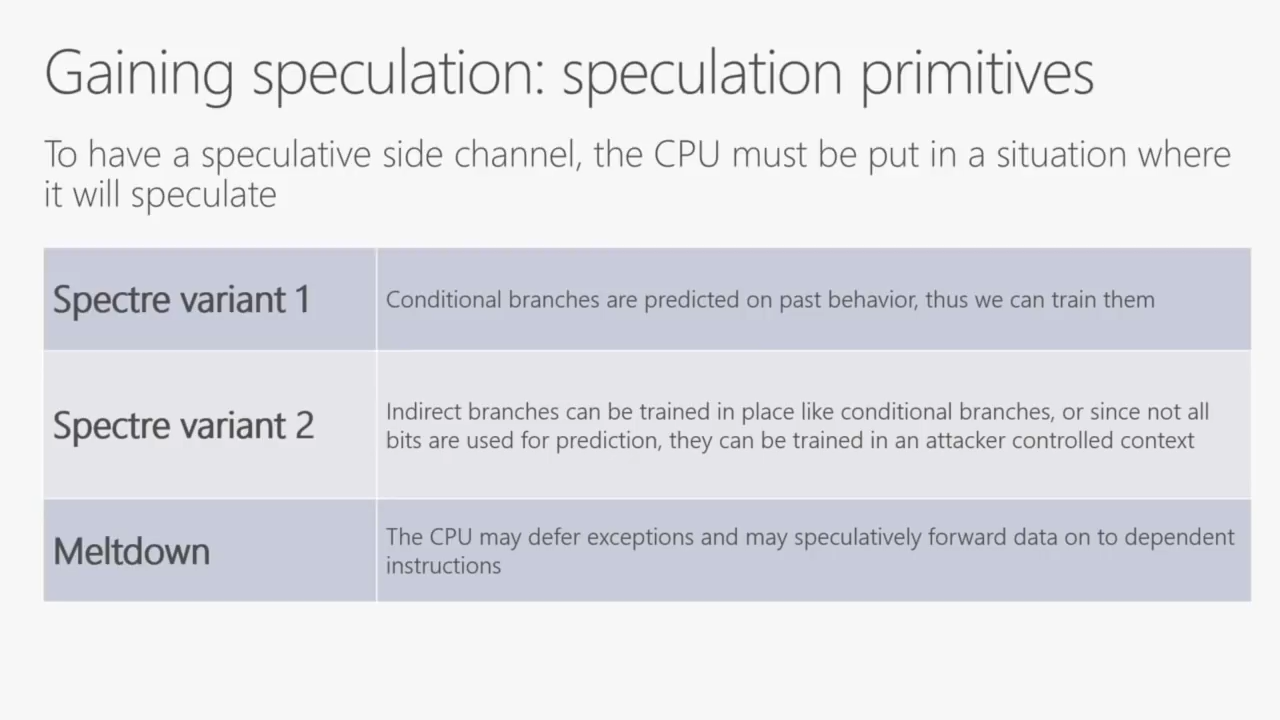 Gaining speculation: speculation primitives
To have a speculative side channel, the CPU must be put in a situation where
it will speculate
Spectre variant 1
Conditional branches are predicted on past behavior, thus we can train them
Spectre variant 2
Indirect branches can be trained in place like conditional branches, or since not all
bits are used for prediction, they can be trained in an attacker controlled context
Meltdown
The CPU may defer exceptions and may speculatively forward data on to dependent
instructions